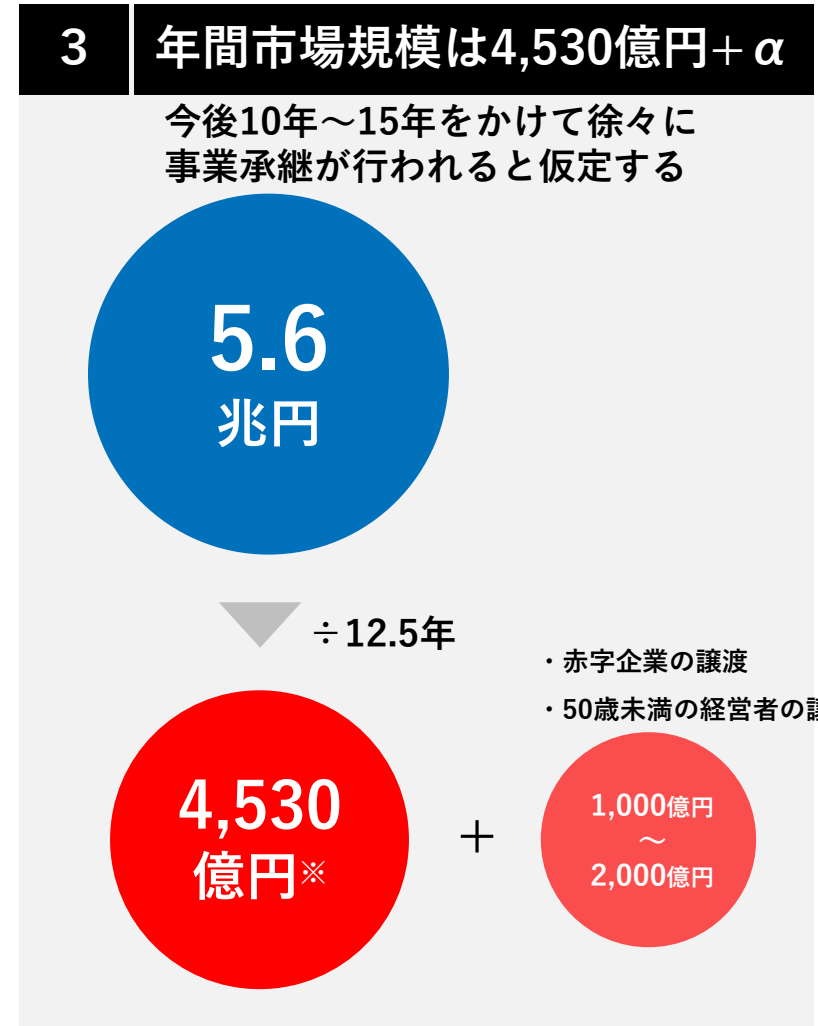 3 年間市場規模は4,530億円+α
今後10年～15年をかけて徐々に
事業承継が行われると仮定する
5.6
兆円
÷12.5年
・赤字企業の譲渡
・50歳未満の経営者の
4,530
億円※
+
1,000億円
～
2,000億円